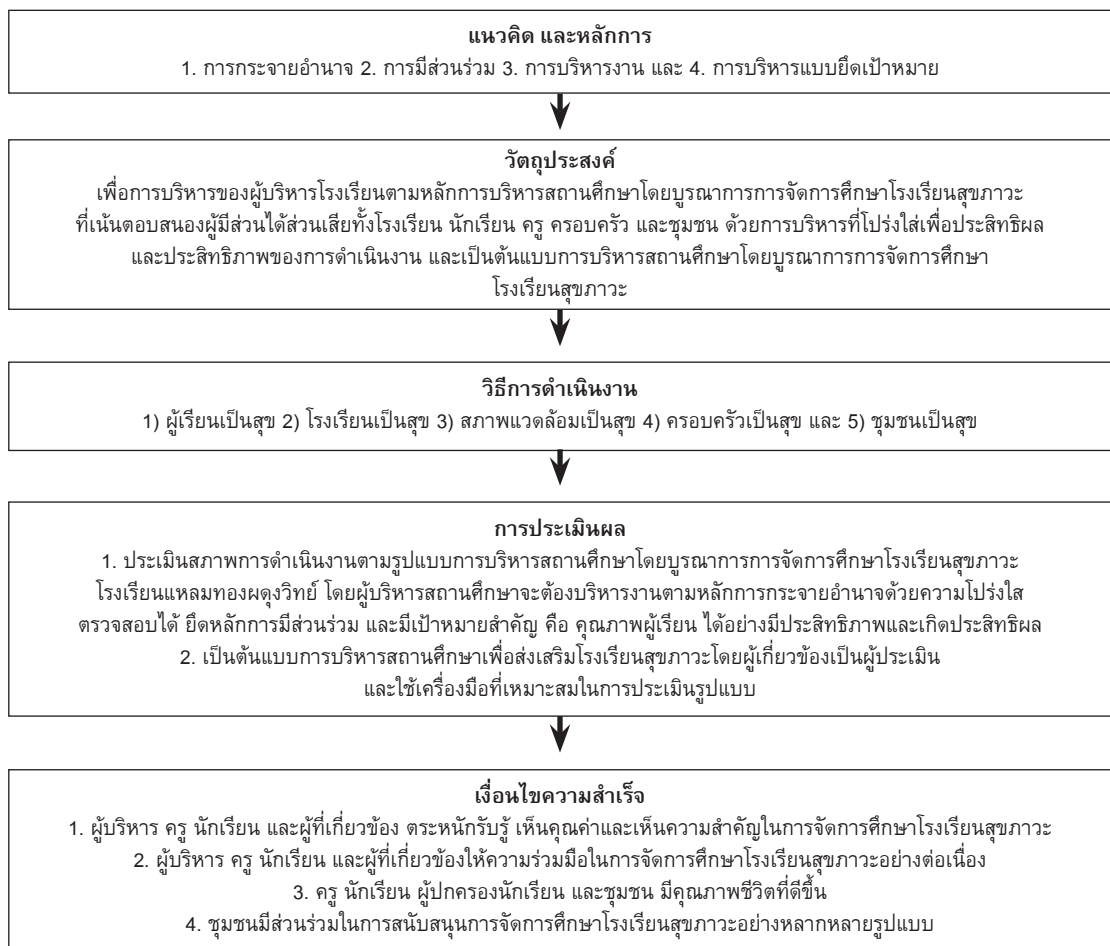 แนวคิด และหลักการ
1. การกระจายอำนาจ 2. การมีส่วนร่วม 3. การบริหารงาน และ 4. การบริหารแบบยึดเป้าหมาย
วัตถุประสงค์
เพื่อการบริหารของผู้บริหารโรงเรียนตามหลักการบริหารสถานศึกษาโดยบูรณาการการจัดการศึกษาโรงเรียนสุขภาวะ
ที่เน้นตอบสนองผู้มีส่วนได้ส่วนเสียทั้งโรงเรียน นักเรียน ครู ครอบครัว และชุมชน ด้วยการบริหารที่โปร่งใสเพื่อประสิทธิผล
และประสิทธิภาพของการดำเนินงาน และเป็นต้นแบบการบริหารสถานศึกษาโดยบูรณาการการจัดการศึกษา
โรงเรียนสุขภาวะ
วิธีการดำเนินงาน
1) ผู้เรียนเป็นสุข 2) โรงเรียนเป็นสุข 3) สภาพแวดล้อมเป็นสุข 4) ครอบครัวเป็นสุข และ 5) ชุมชนเป็นสุข
การประเมินผล
1. ประเมินสภาพการดำเนินงานตามรูปแบบการบริหารสถานศึกษาโดยบูรณาการการจัดการศึกษาโรงเรียนสุขภาวะ
โรงเรียนแหลมทองผดุงวิทย์ โดยผู้บริหารสถานศึกษาจะต้องบริหารงานตามหลักการกระจายอำนาจด้วยความโปร่งใส
ตรวจสอบได้ ยึดหลักการมีส่วนร่วม และมีเป้าหมายสำคัญ คือ คุณภาพผู้เรียน ได้อย่างมีประสิทธิภาพและเกิดประสิทธิผล
2. เป็นต้นแบบการบริหารสถานศึกษาเพื่อส่งเสริมโรงเรียนสุขภาวะโดยผู้เกี่ยวข้องเป็นผู้ประเมิน
และใช้เครื่องมือที่เหมาะสมในการประเมินรูปแบบ
เงื่อนไขความสำเร็จ
1. ผู้บริหาร ครู นักเรียน และผู้ที่เกี่ยวข้อง ตระหนักรับรู้ เห็นคุณค่าและเห็นความสำคัญในการจัดการศึกษาโรงเรียนสุขภาวะ
2. ผู้บริหาร ครู นักเรียน และผู้ที่เกี่ยวข้องให้ความร่วมมือในการจัดการศึกษาโรงเรียนสุขภาวะอย่างต่อเนื่อง
3. ครู นักเรียน ผู้ปกครองนักเรียน และชุมชน มีคุณภาพชีวิตที่ดีขึ้น
4. ชุมชนมีส่วนร่วมในการสนับสนุนการจัดการศึกษาโรงเรียนสุขภาวะอย่างหลากหลายรูปแบบ